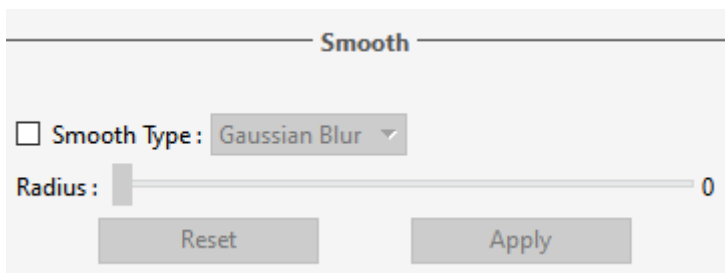 Smooth
Smooth Type : Gaussian Blur
Radius : 0
Reset Apply